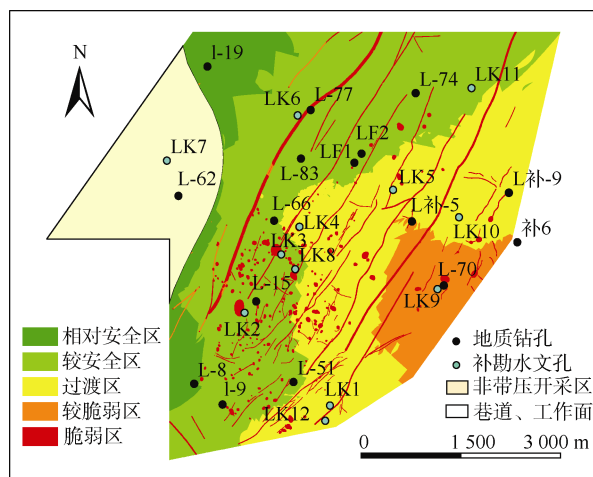 N
l-19
L-77
LK6
L-74
LK11
LK7
L-62
LF2
LF1
L-83
LK5
L补-9
L-66
LK4
L补-5
LK10
补6
LK3
LK8
L-70
L-15
LK9
LK2
L-8
l-9
L-51
LK1
LK12
相对安全区
较安全区
过渡区
较脆弱区
脆弱区
地质钻孔
补勘水文孔
非带压开采区
巷道、工作面
0 1 500 3 000 m